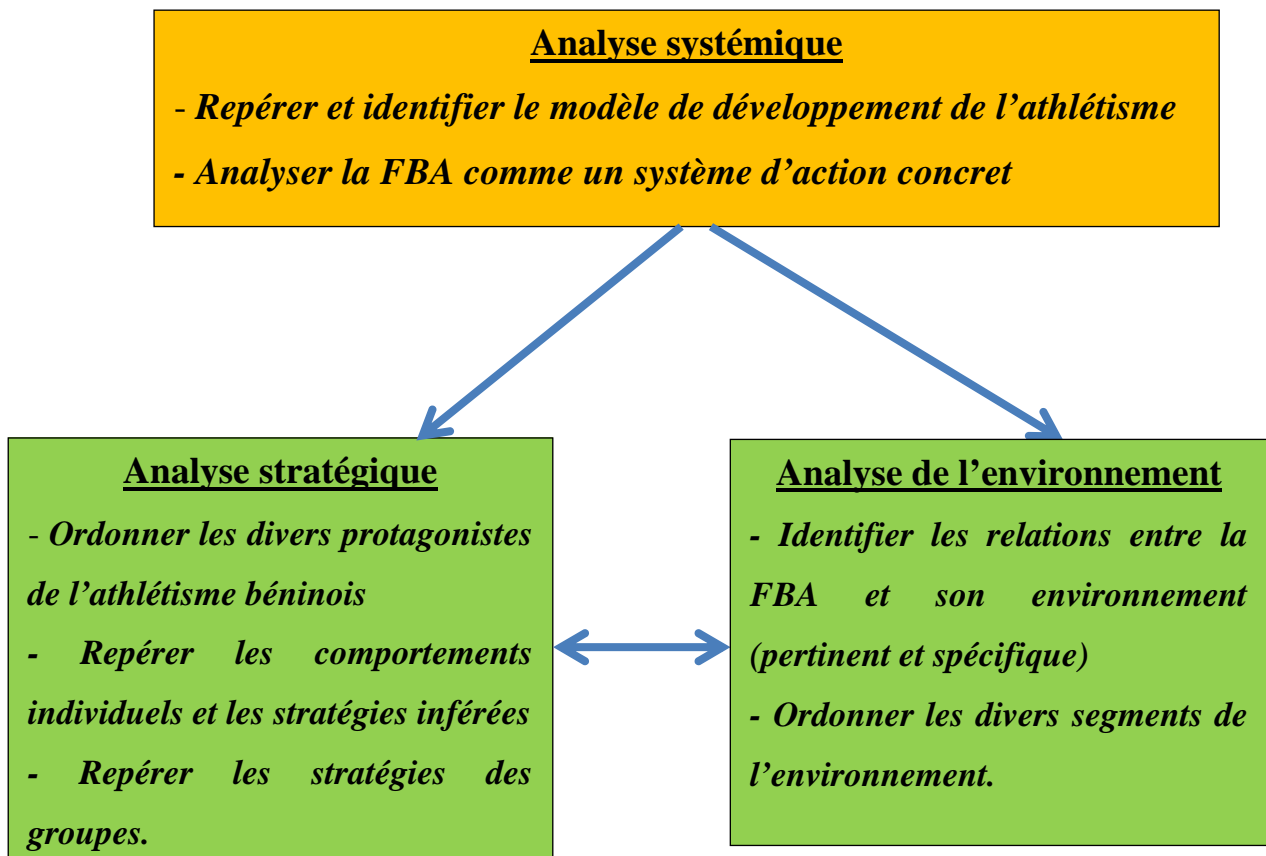 Analyse systémique
- Repérer et identifier le modèle de développement de l’athlétisme
- Analyser la FBA comme un système d’action concret
Analyse stratégique
- Ordonner les divers protagonistes
de l’athlétisme béninois
- Repérer les comportements
individuels et les stratégies inférées
- Repérer les stratégies des
groupes.
Analyse de l’environnement
- Identifier les relations entre la
FBA et son environnement
(pertinent et spécifique)
- Ordonner les divers segments de
l’environnement.